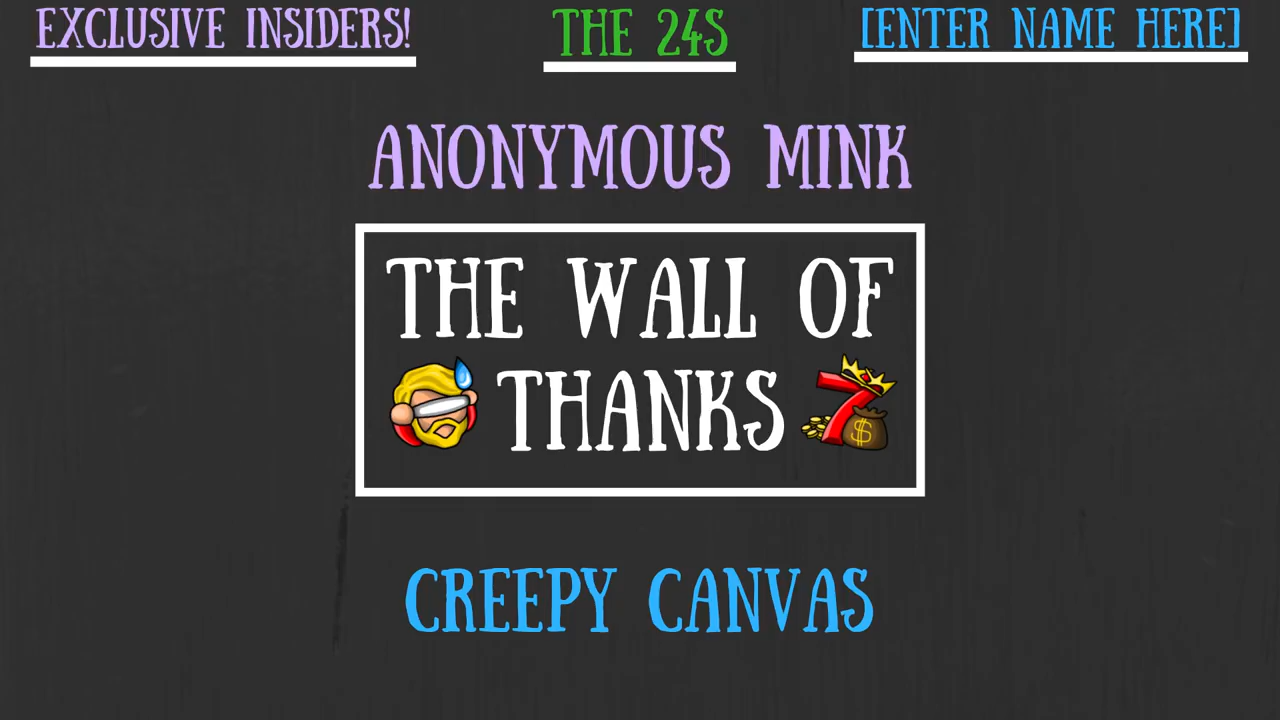 EXCLUSIVE INSIDERS!
THE 24S
[ENTER NAME HERE]
ANONYMOUS MINK
THE WALL OF
THANKS
CREEPY CANVAS